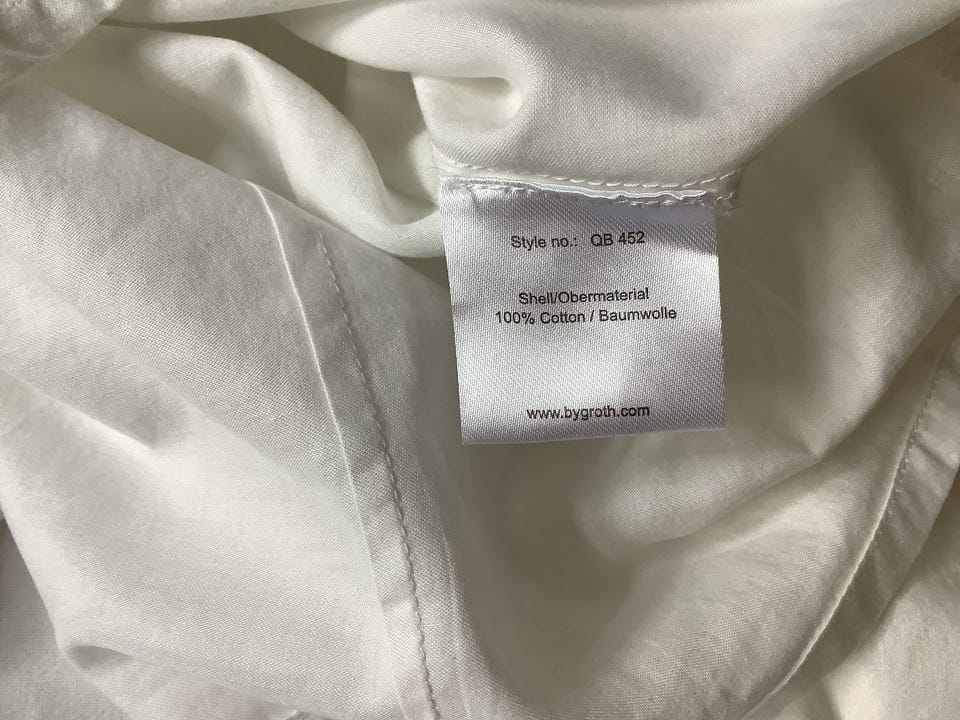 Style no.: QB 452
Shell/Obermaterial
100% Cotton / Baumwolle
www.bygroth.com